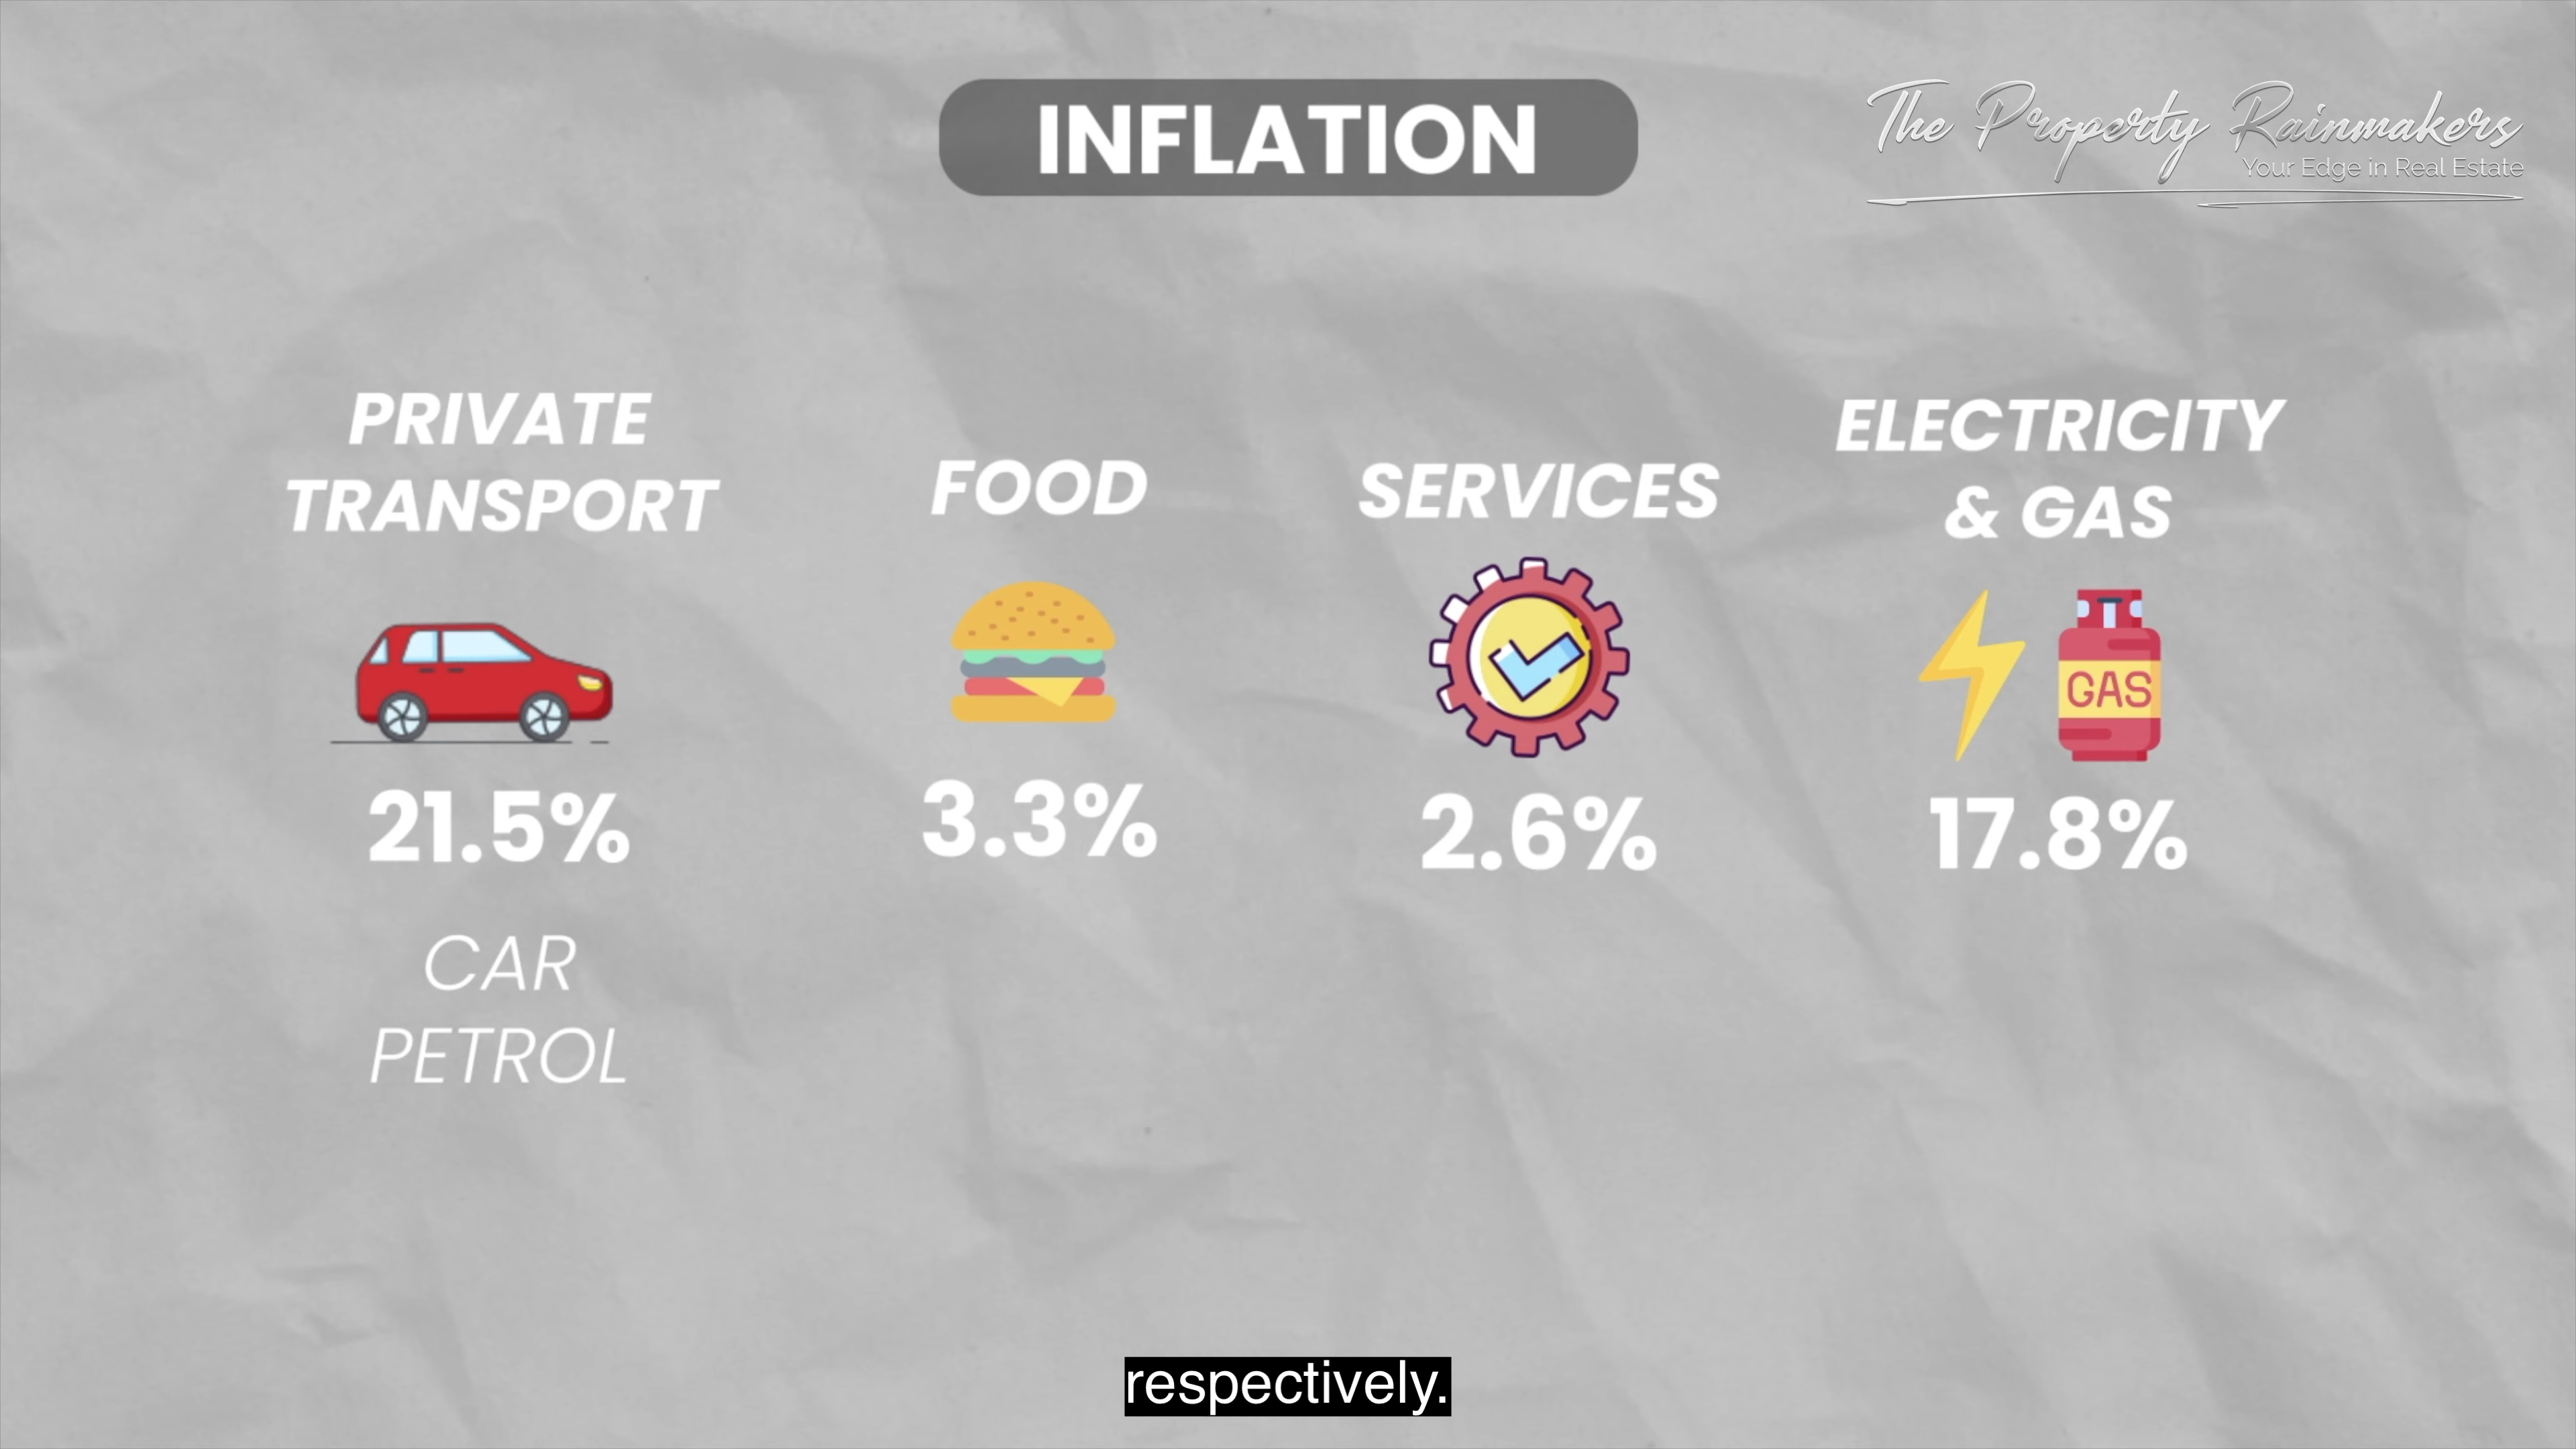 INFLATION
The Property Rainmakers
Your Edge in Real Estate
PRIVATE
TRANSPORT
21.5%
CAR
PETROL
FOOD
3.3%
SERVICES
2.6%
ELECTRICITY
& GAS
GAS
17.8%
respectively.